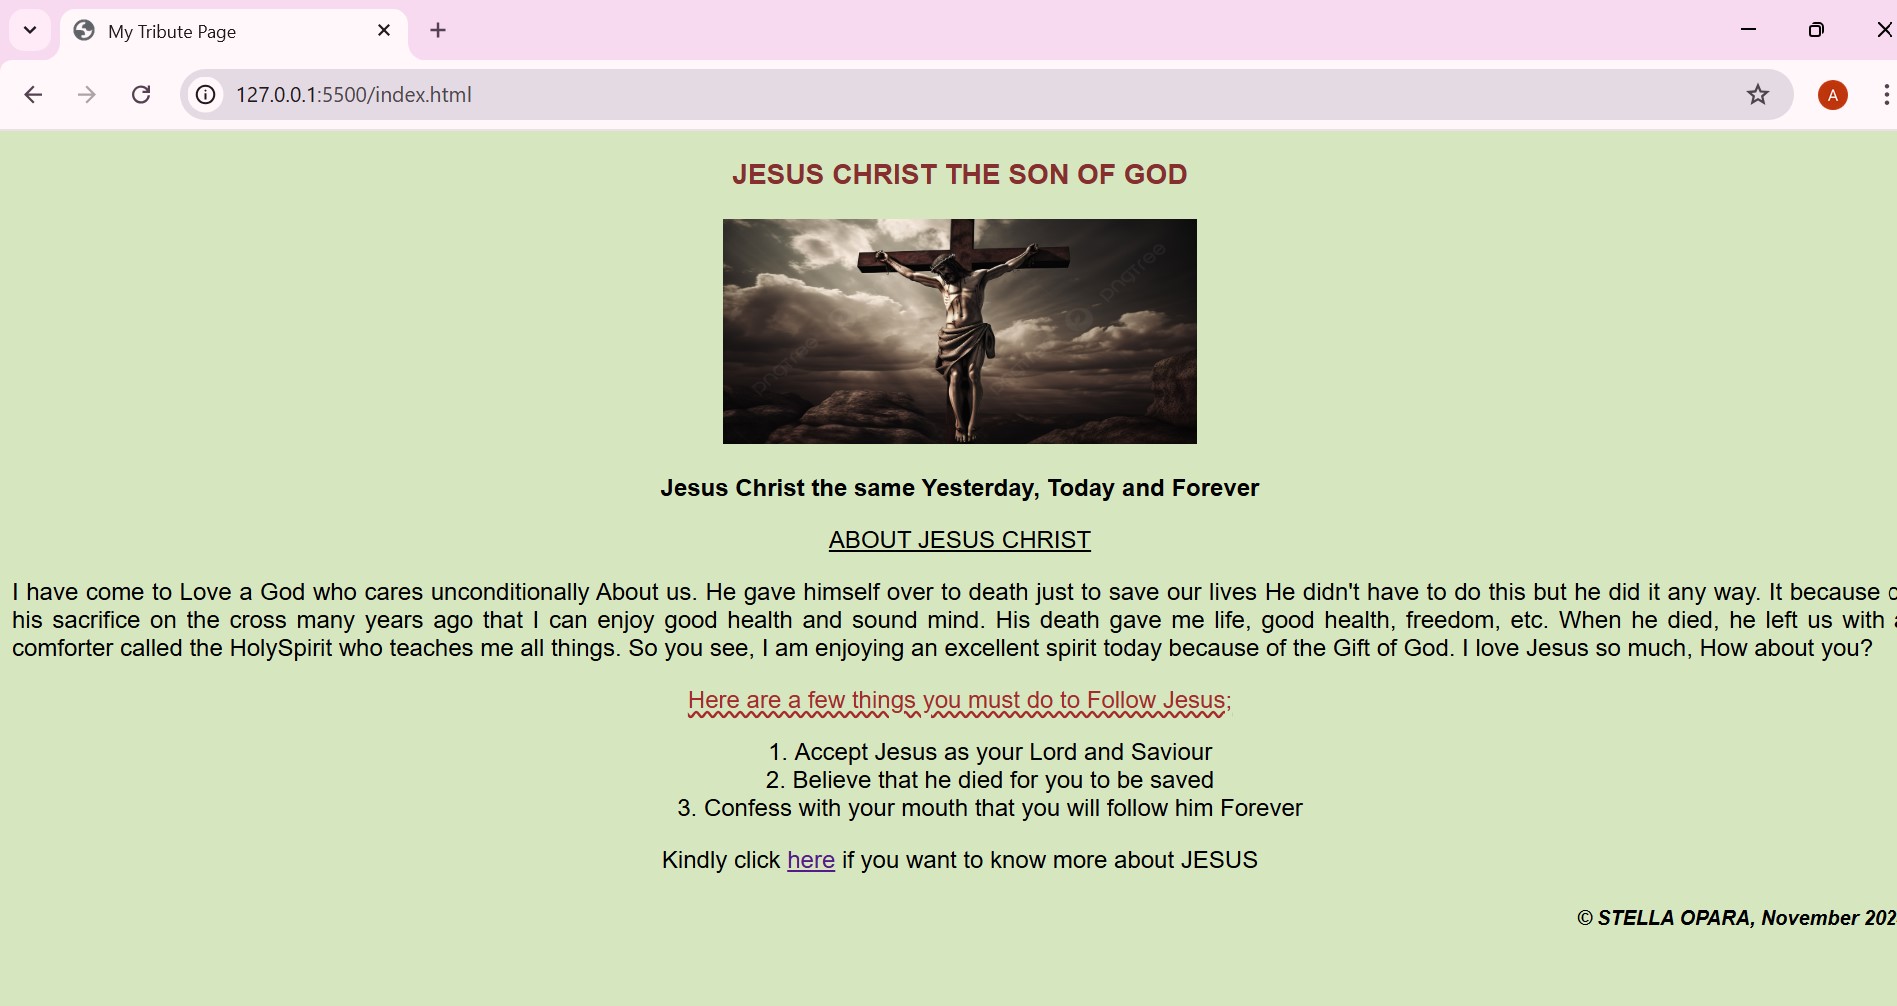 My Tribute Page
127.0.0.1:5500/index.html
A
JESUS CHRIST THE SON OF GOD
pngtree
pngtree
Jesus Christ the same Yesterday, Today and Forever
ABOUT JESUS CHRIST
I have come to Love a God who cares unconditionally About us. He gave himself over to death just to save our lives He didn't have to do this but he did it any way. It because
his sacrifice on the cross many years ago that I can enjoy good health and sound mind. His death gave me life, good health, freedom, etc. When he died, he left us with
comforter called the HolySpirit who teaches me all things. So you see, I am enjoying an excellent spirit today because of the Gift of God. I love Jesus so much, How about you?
Here are a few things you must do to Follow Jesus;
1. Accept Jesus as your Lord and Saviour
2. Believe that he died for you to be saved
3. Confess with your mouth that you will follow him Forever
Kindly click here if you want to know more about JESUS
© STELLA OPARA, November